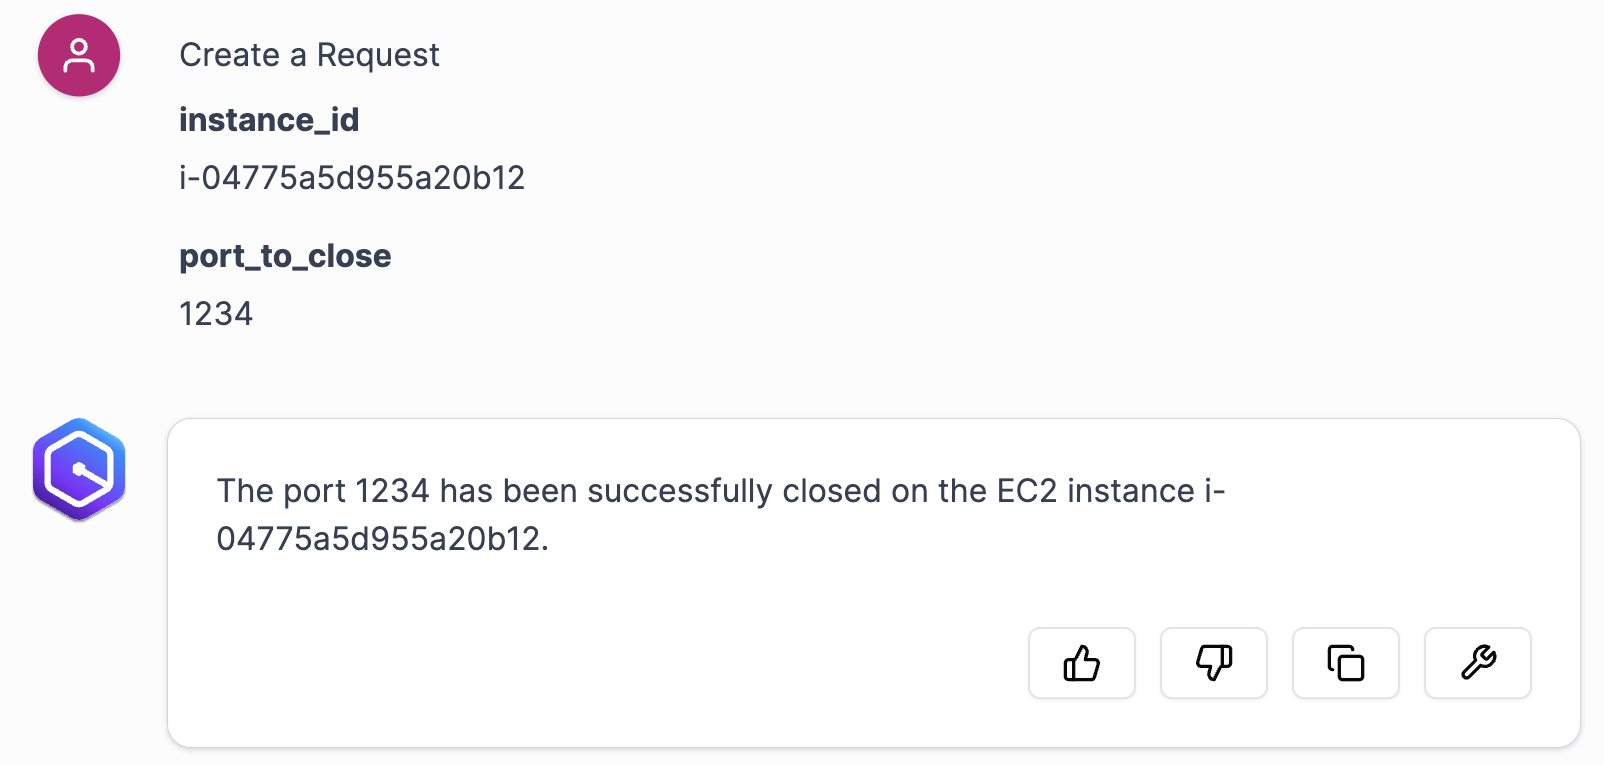 Create a Request
instance_id
i-04775a5d955a20b12
port_to_close
1234
The port 1234 has been successfully closed on the EC2 instance i-
04775a5d955a20b12.